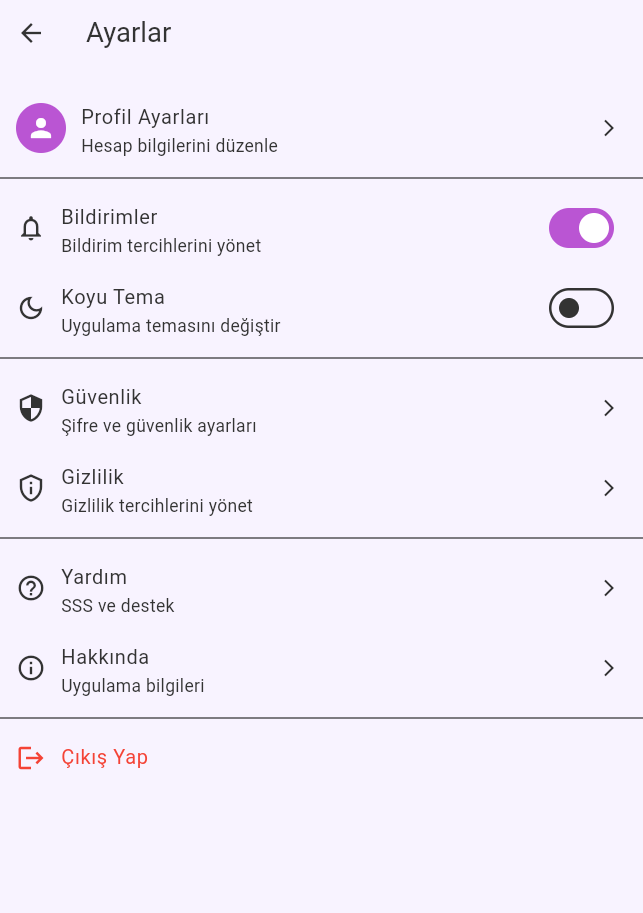 Ayarlar
Profil Ayarları
Hesap bilgilerini düzenle
Bildirimler
Bildirim tercihlerini yönet
Koyu Tema
Uygulama temasını değiştir
Güvenlik
Şifre ve güvenlik ayarları
Gizlilik
Gizlilik tercihlerini yönet
Yardım
SSS ve destek
Hakkında
Uygulama bilgileri
Çıkış Yap